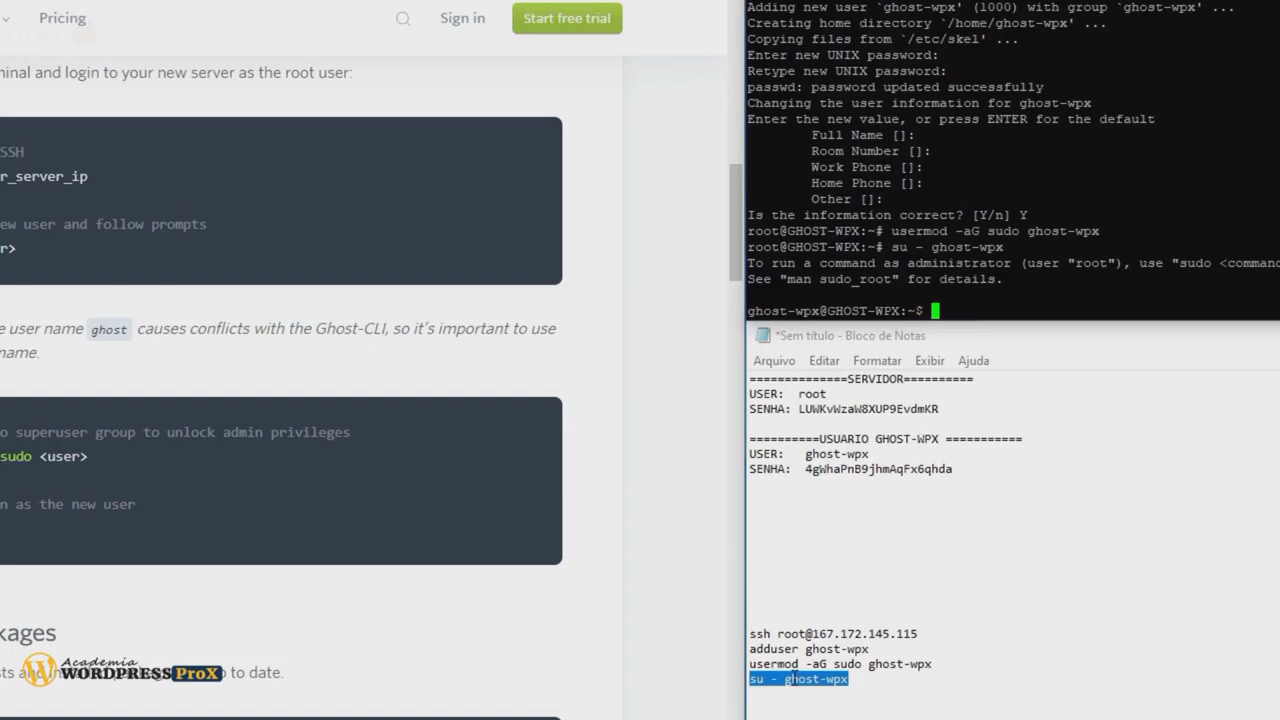 Pricing
Sign in
Start free trial
minal and login to your new server as the root user:
SSH
r_server_ip
ew user and follow prompts
r>
e user name ghost causes conflicts with the Ghost-CLI, so it's important to use
name.
o superuser group to unlock admin privileges
sudo <user>
n as the new user
kages
sts and in
o to date.
Academia
WORDPRESS ProX
Adding new user `ghost-wpx' (1000) with group `ghost-wpx' ...
Creating home directory `/home/ghost-wpx' ...
Copying files from `/etc/skel' ...
Enter new UNIX password:
Retype new UNIX password:
passwd: password updated successfully
Changing the user information for ghost-wpx
Enter the new value, or press ENTER for the default
Full Name []:
Room Number []:
Work Phone []:
Home Phone []:
Other []:
Is the information correct? [Y/n] Y
root@GHOST-WPX:~# usermod -aG sudo ghost-wpx
root@GHOST-WPX:~# su - ghost-wpx
To run a command as administrator (user "root"), use "sudo <command
See "man sudo_root" for details.
ghost-wpx@GHOST-WPX:~$
*Sem título - Bloco de Notas
Arquivo Editar Formatar Exibir Ajuda
==============SERVIDOR==========
USER: root
SENHA: LUWKvWzaW8XUP9EvdmKR
==========USUARIO GHOST-WPX ===========
USER: ghost-wpx
SENHA: 4gWhaPnB9jhmAqFx6qhda
ssh root@167.172.145.115
adduser ghost-wpx
usermod -aG sudo ghost-wpx
su - ghost-wpx